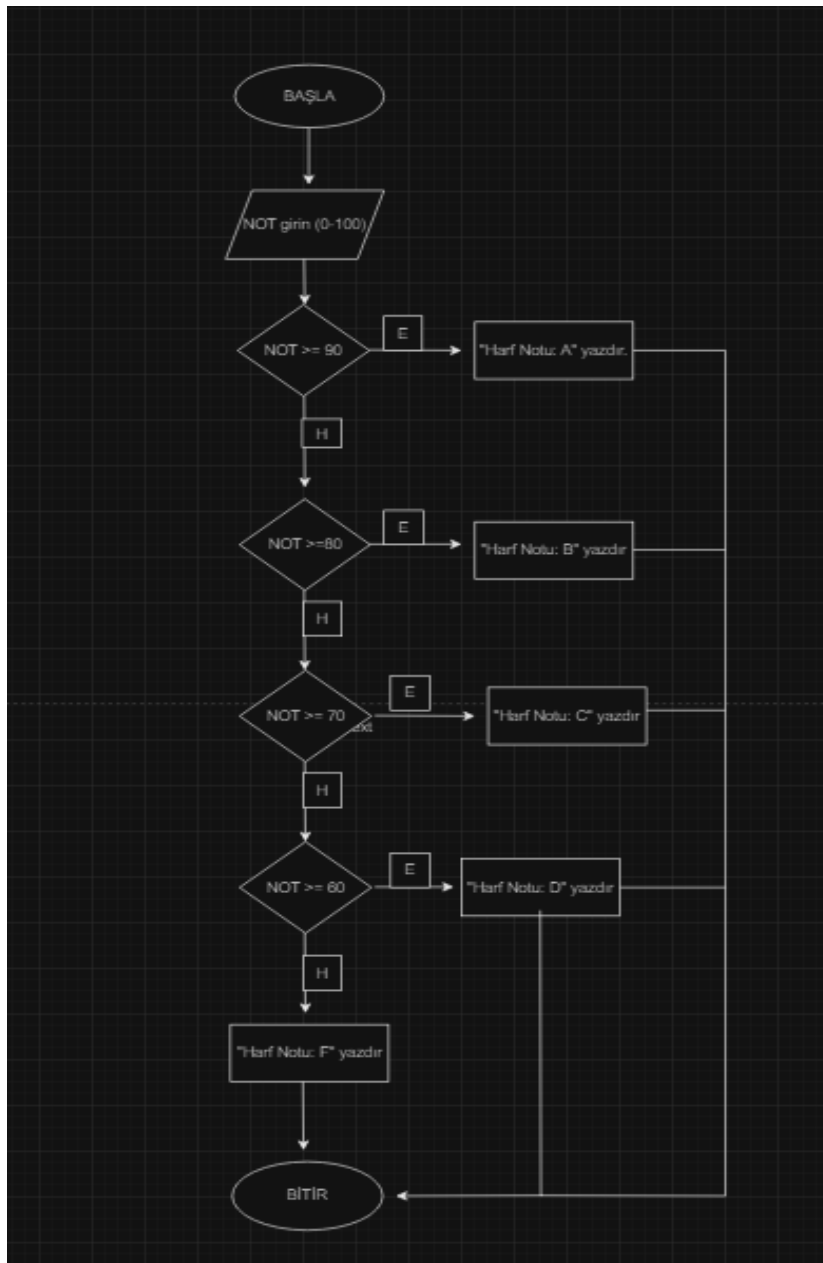 BAŞLA
NOT girin (0-100)
NOT >= 90
E
"Harf Notu: A" yazdır.
H
NOT >=80
E
"Harf Notu: B" yazdır
H
NOT >= 70
E
"Harf Notu: C" yazdır
H
NOT >= 60
E
"Harf Notu: D" yazdır
H
"Harf Notu: F" yazdır
BİTİR